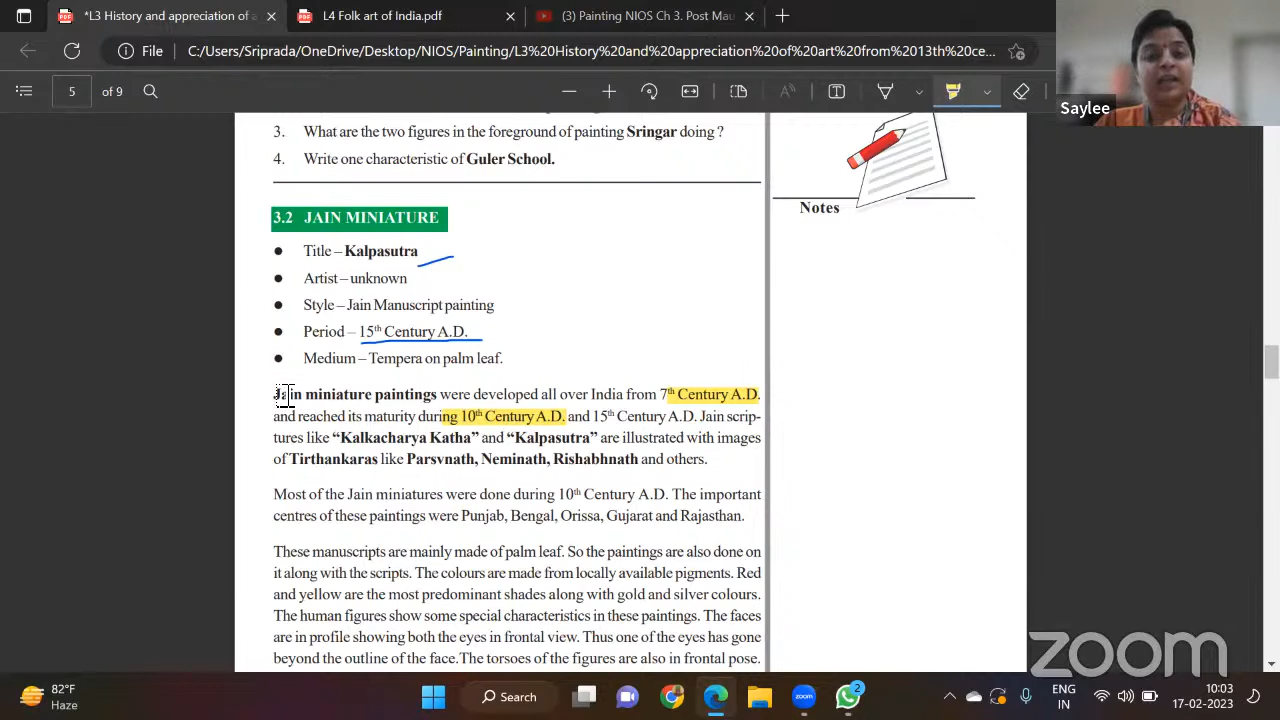 *L3 History and appreciation of a
L4 Folk art of India.pdf
(3) Painting NIOS Ch 3. Post Mau
File
C:/Users/Sriprada/OneDrive/Desktop/NIOS/Painting/L3%20History%20and%20appreciation%20of%20art%20from%2013th%20ce...
5
of 9
Saylee
3. What are the two figures in the foreground of painting Sringar doing ?
4. Write one characteristic of Guler School.
Notes
3.2 JAIN MINIATURE
● Title – Kalpasutra
● Artist – unknown
● Style – Jain Manuscript painting
● Period – 15th Century A.D.
● Medium – Tempera on palm leaf.
Jain miniature paintings were developed all over India from 7th Century A.D.
and reached its maturity during 10th Century A.D. and 15th Century A.D. Jain scrip-
tures like “Kalkacharya Katha” and “Kalpasutra” are illustrated with images
of Tirthankaras like Parsvnath, Neminath, Rishabhnath and others.
Most of the Jain miniatures were done during 10th Century A.D. The important
centres of these paintings were Punjab, Bengal, Orissa, Gujarat and Rajasthan.
These manuscripts are mainly made of palm leaf. So the paintings are also done on
it along with the scripts. The colours are made from locally available pigments. Red
and yellow are the most predominant shades along with gold and silver colours.
The human figures show some special characteristics in these paintings. The faces
are in profile showing both the eyes in frontal view. Thus one of the eyes has gone
beyond the outline of the face.The torsoes of the figures are also in frontal pose.
zoom
82°F
Haze
Search
zoom
2
ENG
IN
10:03
17-02-2023